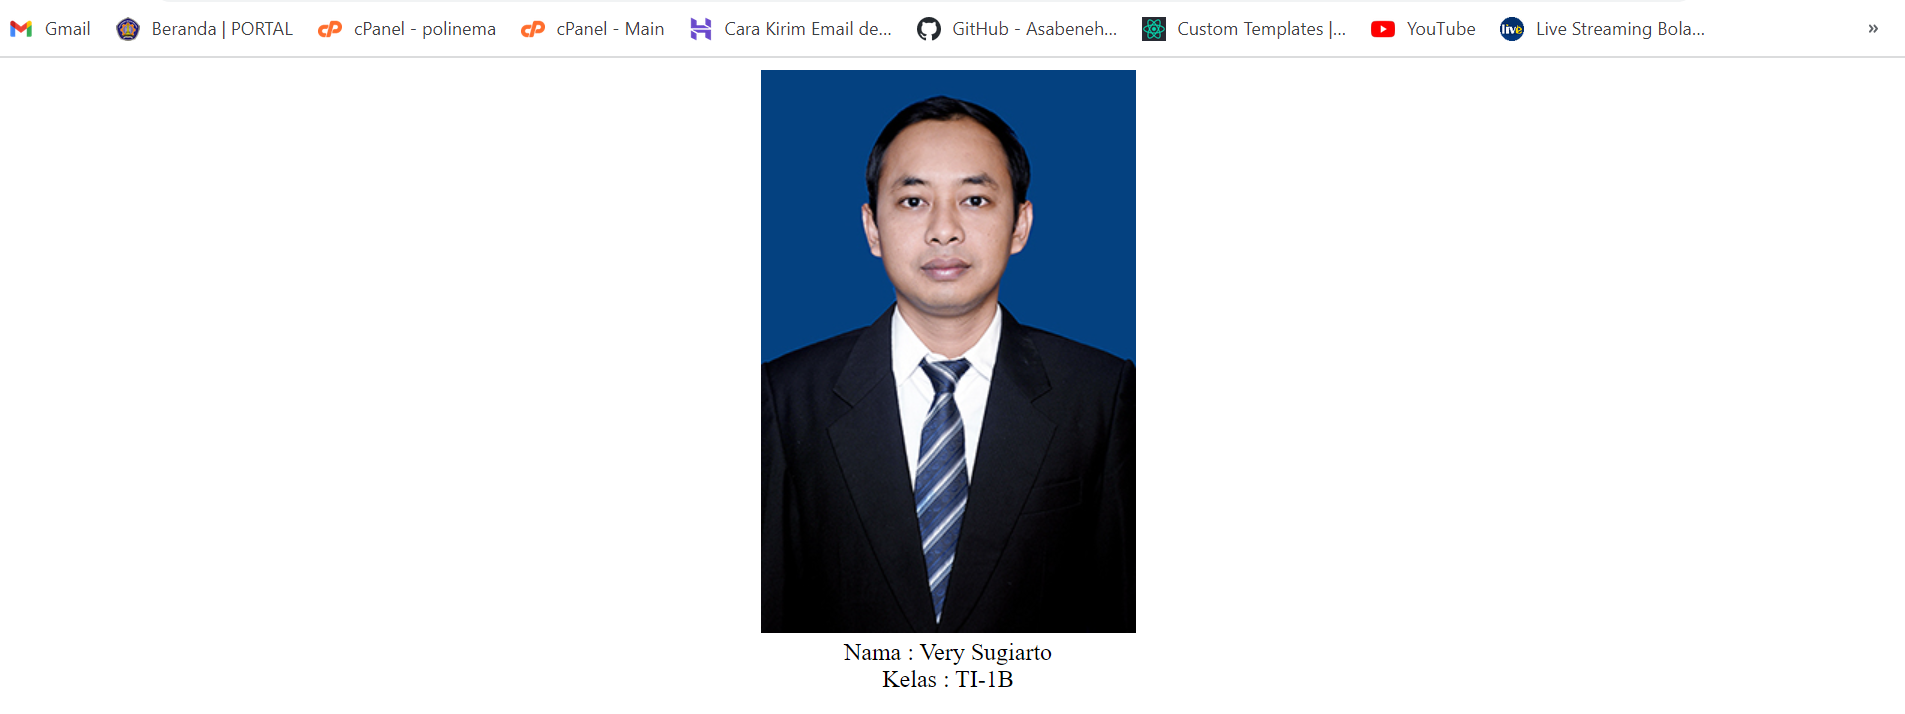 Gmail Beranda | PORTAL cPanel - polinema cPanel - Main Cara Kirim Email de... GitHub - Asabeneh... Custom Templates |... YouTube Live Streaming Bola... »
Nama : Very Sugiarto
Kelas : TI-1B